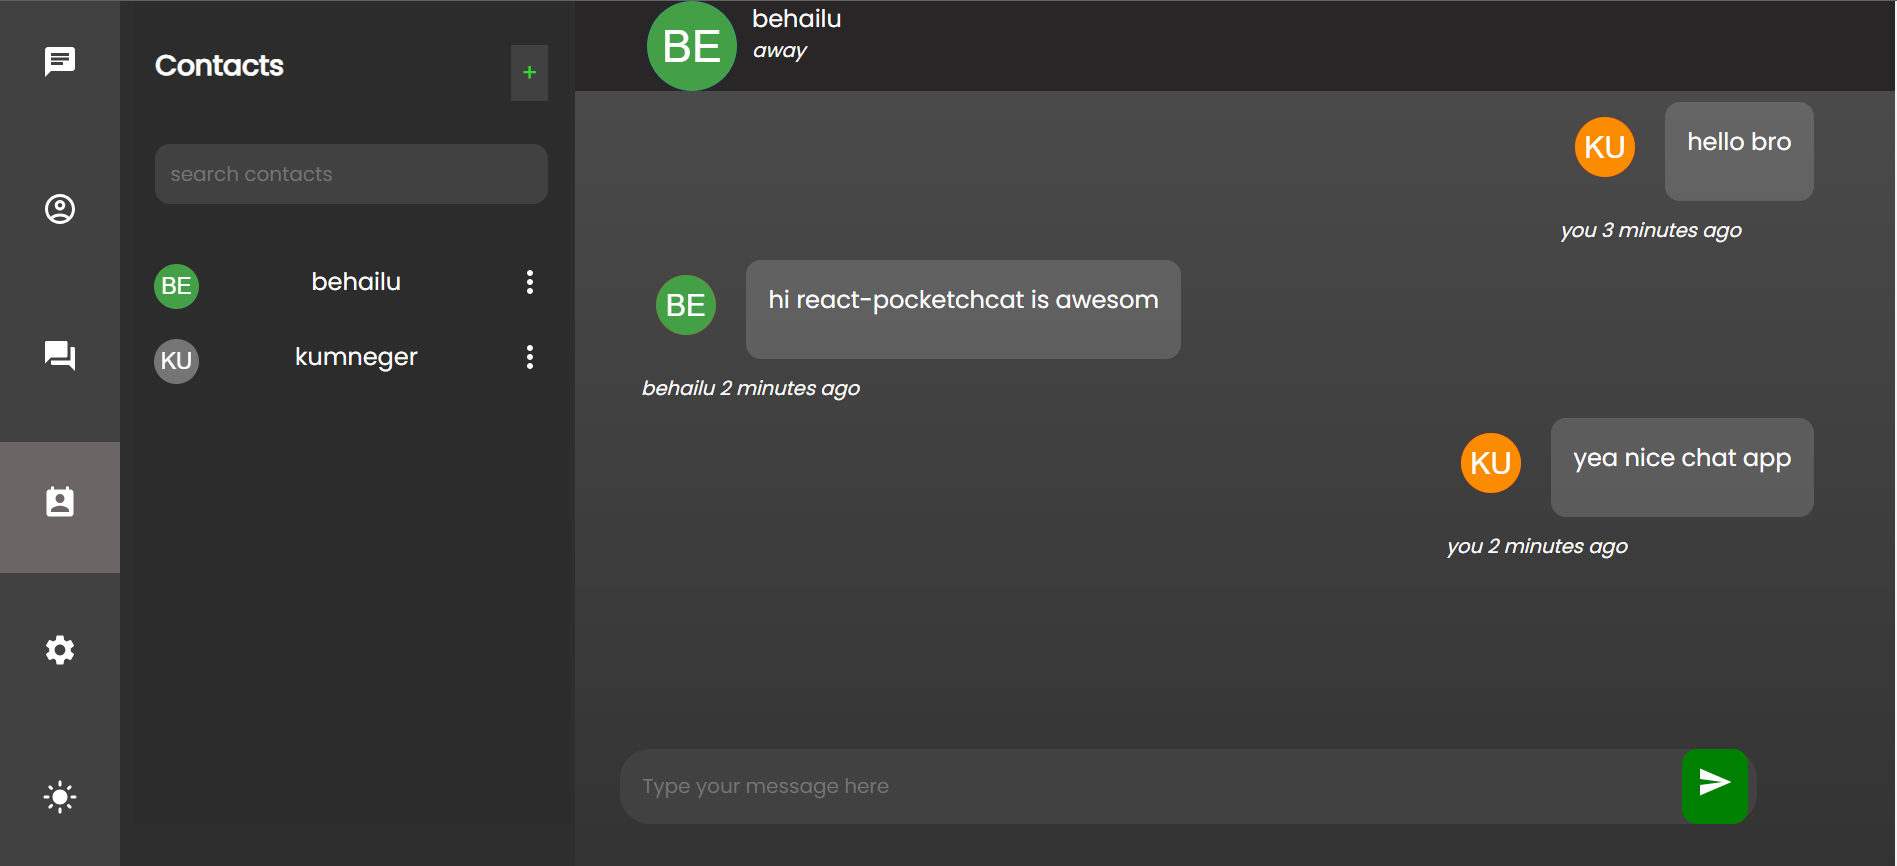 Contacts
+
search contacts
BE behailu
KU kumneger
BE behailu
away
KU hello bro
you 3 minutes ago
BE hi react-pocketchcat is awesom
behailu 2 minutes ago
KU yea nice chat app
you 2 minutes ago
Type your message here